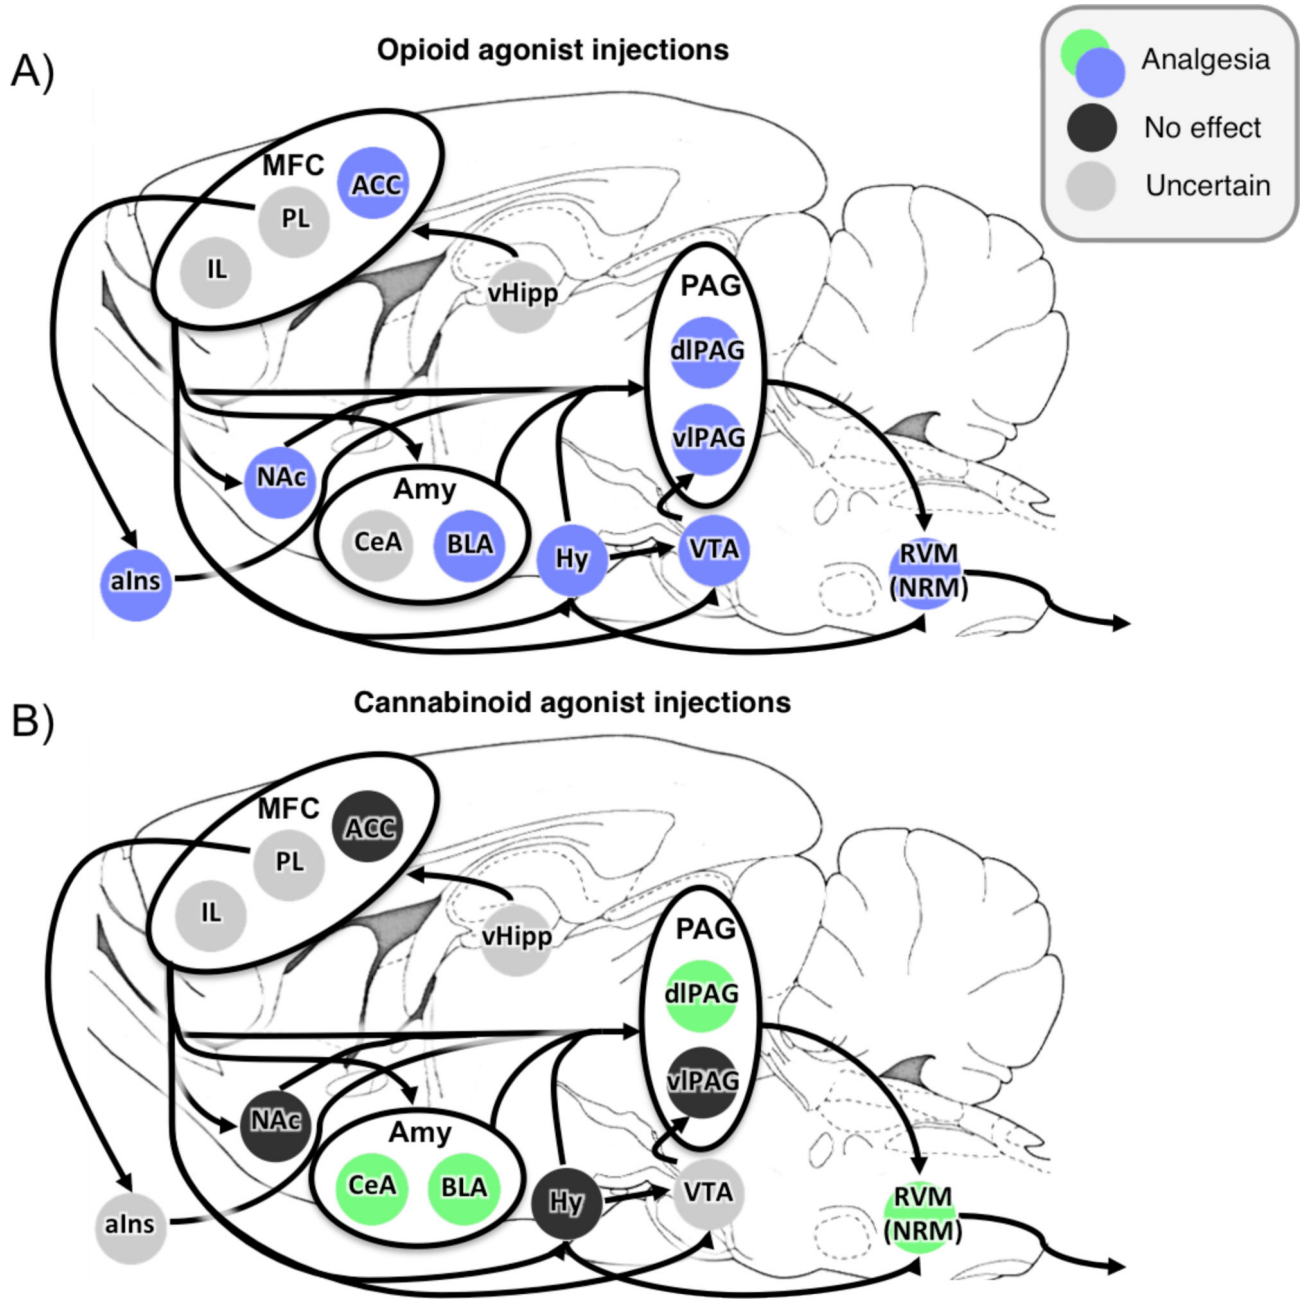 A)
Opioid agonist injections
Analgesia
No effect
Uncertain
MFC
ACC
PL
IL
vHipp
PAG
dlPAG
vlPAG
NAc
Amy
CeA
BLA
Hy
VTA
aIns
RVM
(NRM)
B)
Cannabinoid agonist injections
MFC
ACC
PL
IL
vHipp
PAG
dlPAG
vlPAG
NAc
Amy
CeA
BLA
Hy
VTA
aIns
RVM
(NRM)